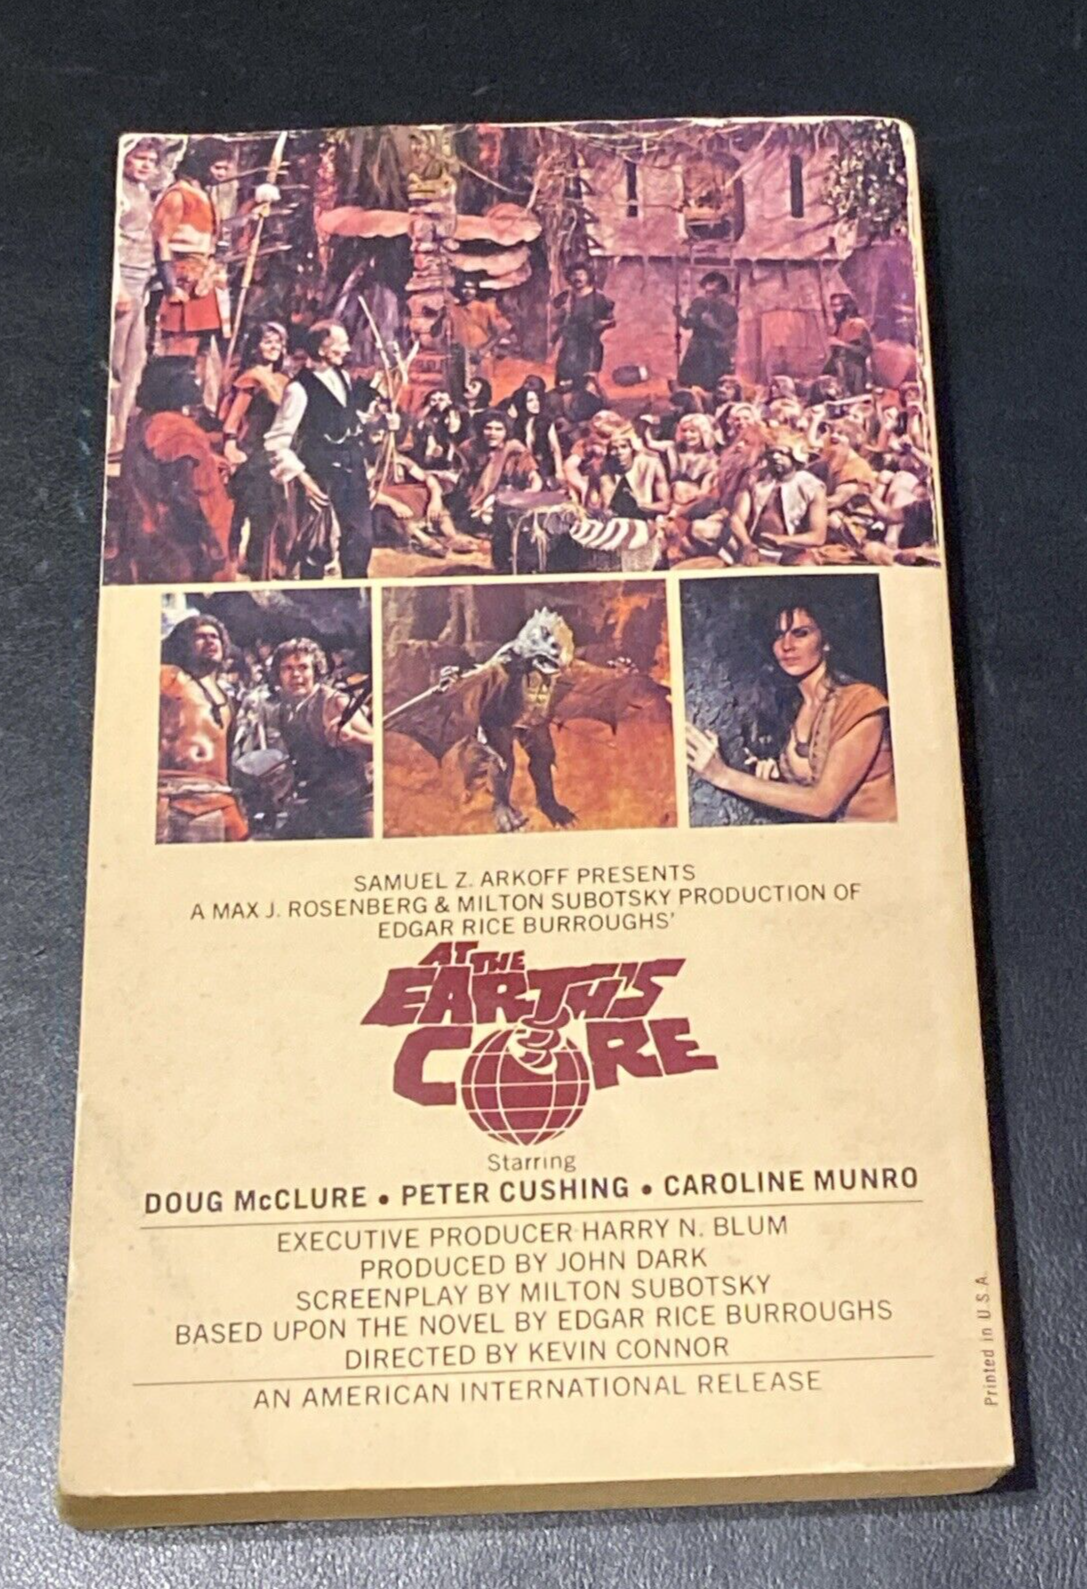 SAMUEL Z. ARKOFF PRESENTS
A MAX J. ROSENBERG & MILTON SUBOTSKY PRODUCTION OF
EDGAR RICE BURROUGHS'
AT THE
EARTH'S
CORE
Starring
DOUG McCLURE • PETER CUSHING • CAROLINE MUNRO
EXECUTIVE PRODUCER HARRY N. BLUM
PRODUCED BY JOHN DARK
SCREENPLAY BY MILTON SUBOTSKY
BASED UPON THE NOVEL BY EDGAR RICE BURROUGHS
DIRECTED BY KEVIN CONNOR
AN AMERICAN INTERNATIONAL RELEASE
Printed in U.S.A.